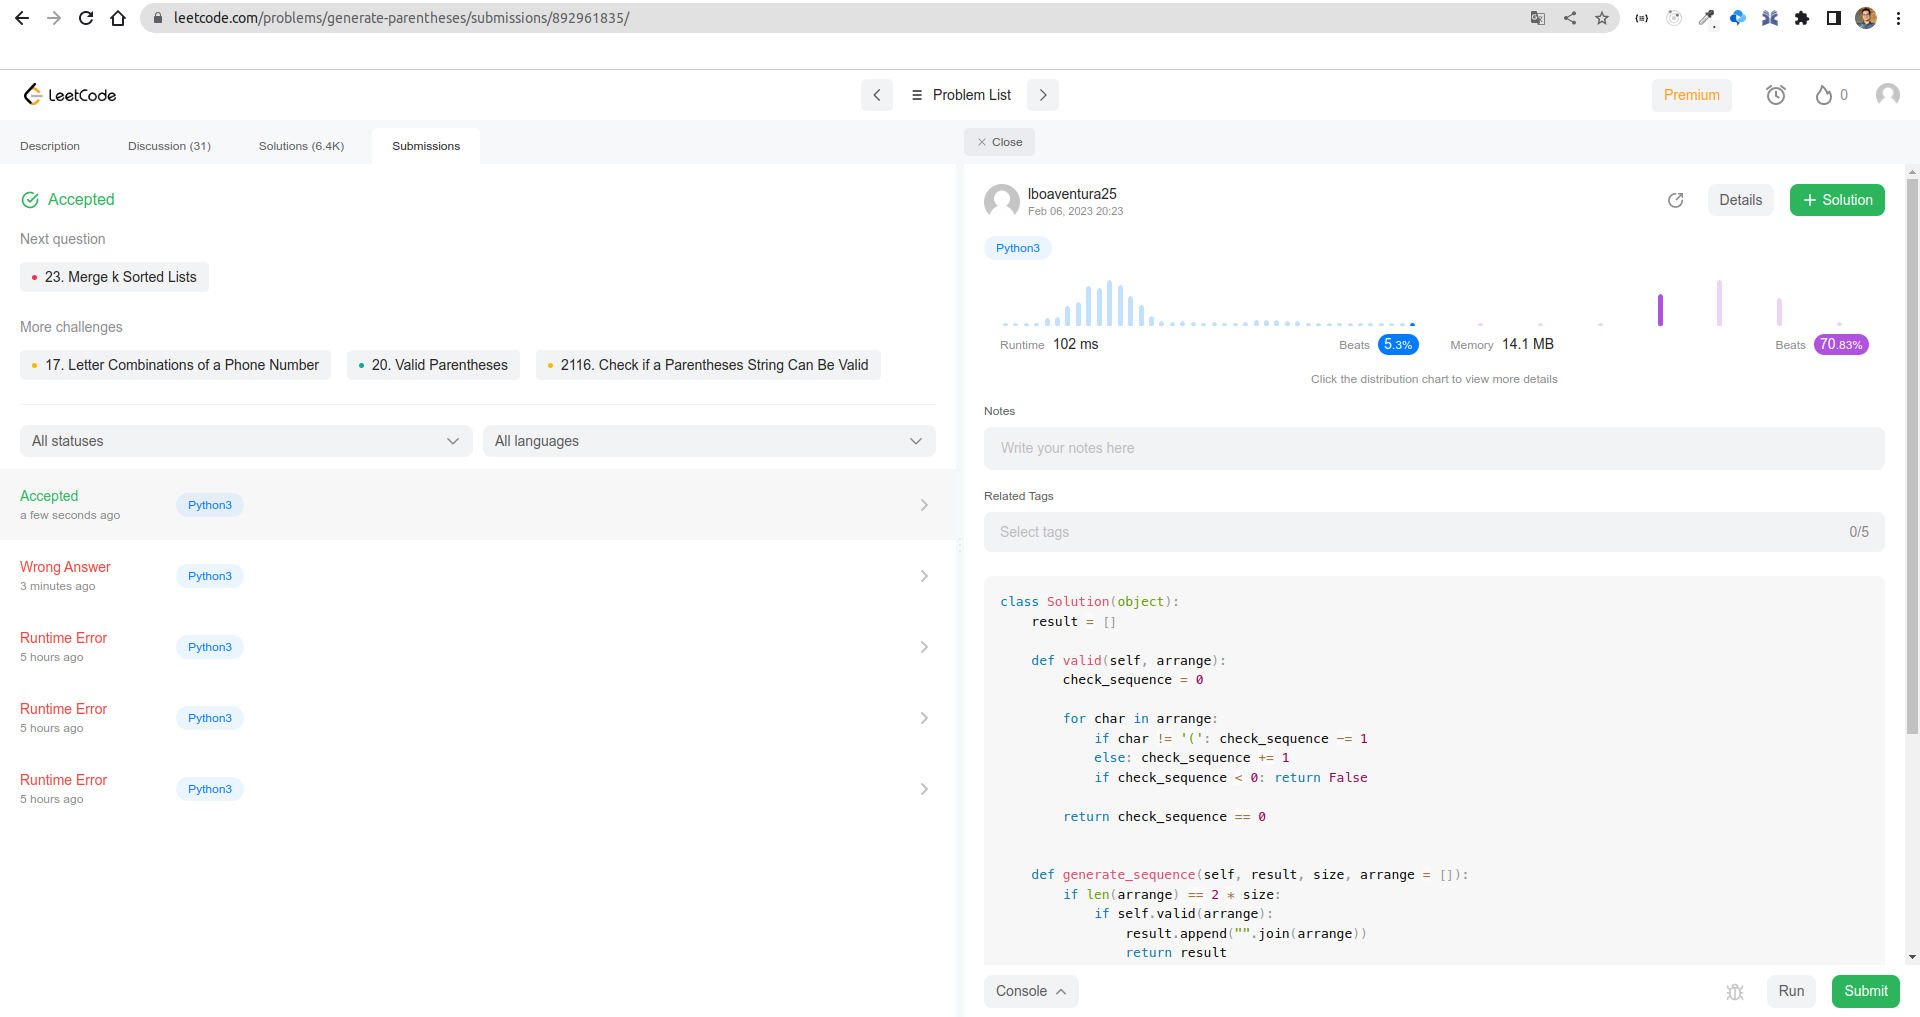 leetcode.com/problems/generate-parentheses/submissions/892961835/
LeetCode
Problem List
Premium
0
Description
Discussion (31)
Solutions (6.4K)
Submissions
Accepted
Next question
23. Merge k Sorted Lists
More challenges
17. Letter Combinations of a Phone Number
20. Valid Parentheses
2116. Check if a Parentheses String Can Be Valid
All statuses
All languages
Accepted
a few seconds ago
Python3
Wrong Answer
3 minutes ago
Python3
Runtime Error
5 hours ago
Python3
Runtime Error
5 hours ago
Python3
Runtime Error
5 hours ago
Python3
Close
lboaventura25
Feb 06, 2023 20:23
Details
+ Solution
Python3
Runtime 102 ms
Beats 5.3%
Memory 14.1 MB
Beats 70.83%
Click the distribution chart to view more details
Notes
Write your notes here
Related Tags
Select tags
0/5
class Solution(object):
    result = []
    def valid(self, arrange):
        check_sequence = 0
        for char in arrange:
            if char != '(': check_sequence -= 1
            else: check_sequence += 1
            if check_sequence < 0: return False
        return check_sequence == 0
    def generate_sequence(self, result, size, arrange = []):
        if len(arrange) == 2 * size:
            if self.valid(arrange):
                result.append("".join(arrange))
                return result
Console
Run
Submit